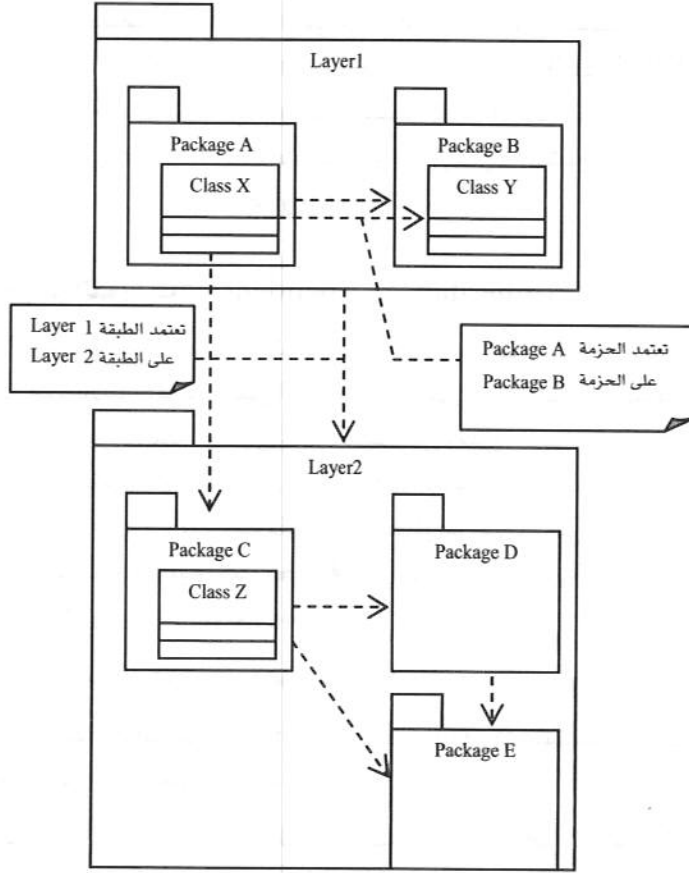 Layer1
Package A
Package B
Class X
Class Y
تعتمد الطبقة Layer 1
على الطبقة Layer 2
تعتمد الحزمة Package A
على الحزمة Package B
Layer2
Package C
Package D
Class Z
Package E